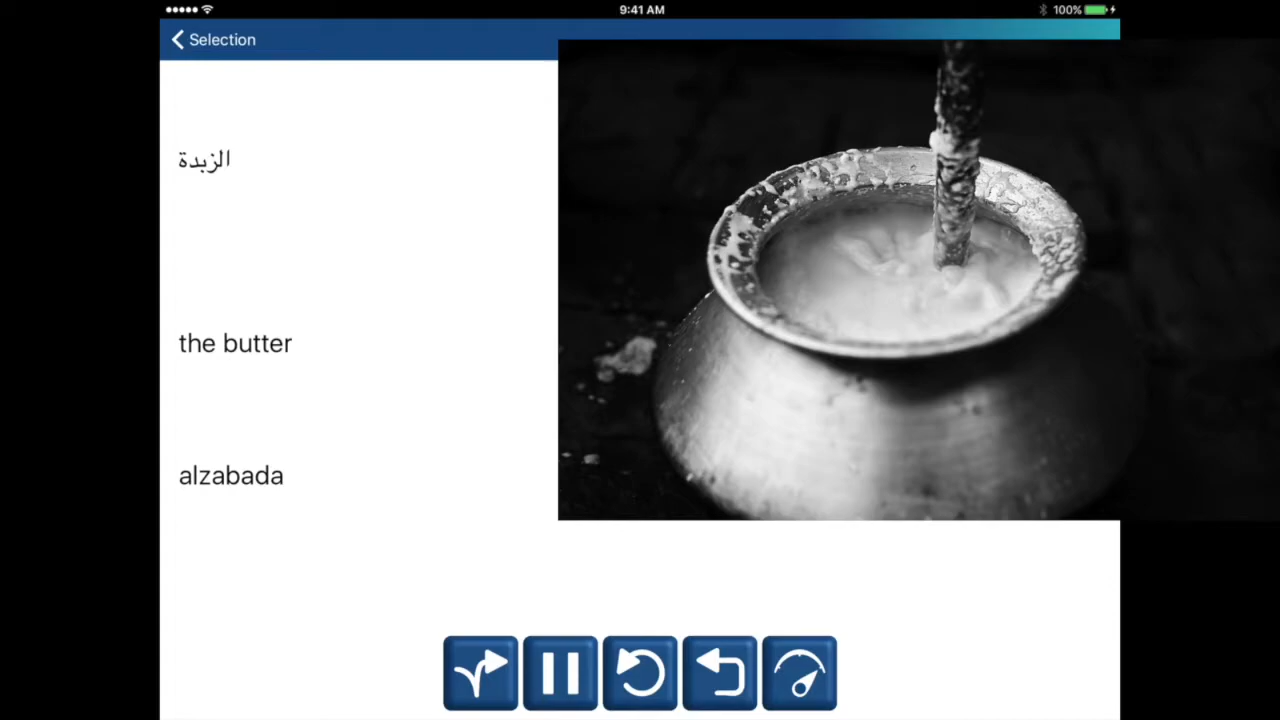 9:41 AM
100%
Selection
الزبدة
the butter
alzabada